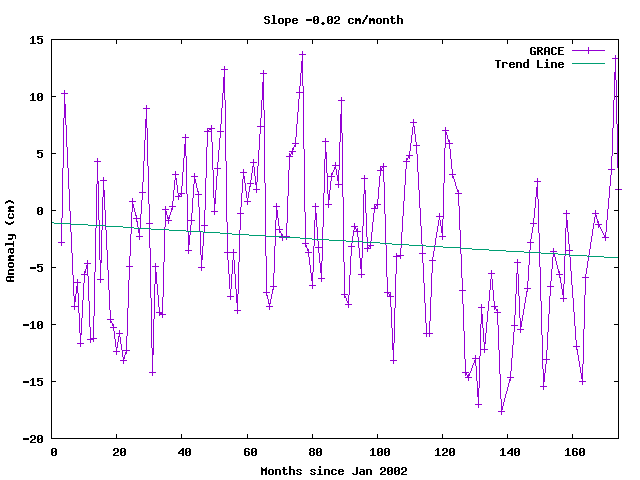 Slope -0.02 cm/month
GRACE
Trend Line
Anomaly (cm)
15
10
5
0
-5
-10
-15
-20
0 20 40 60 80 100 120 140 160
Months since Jan 2002